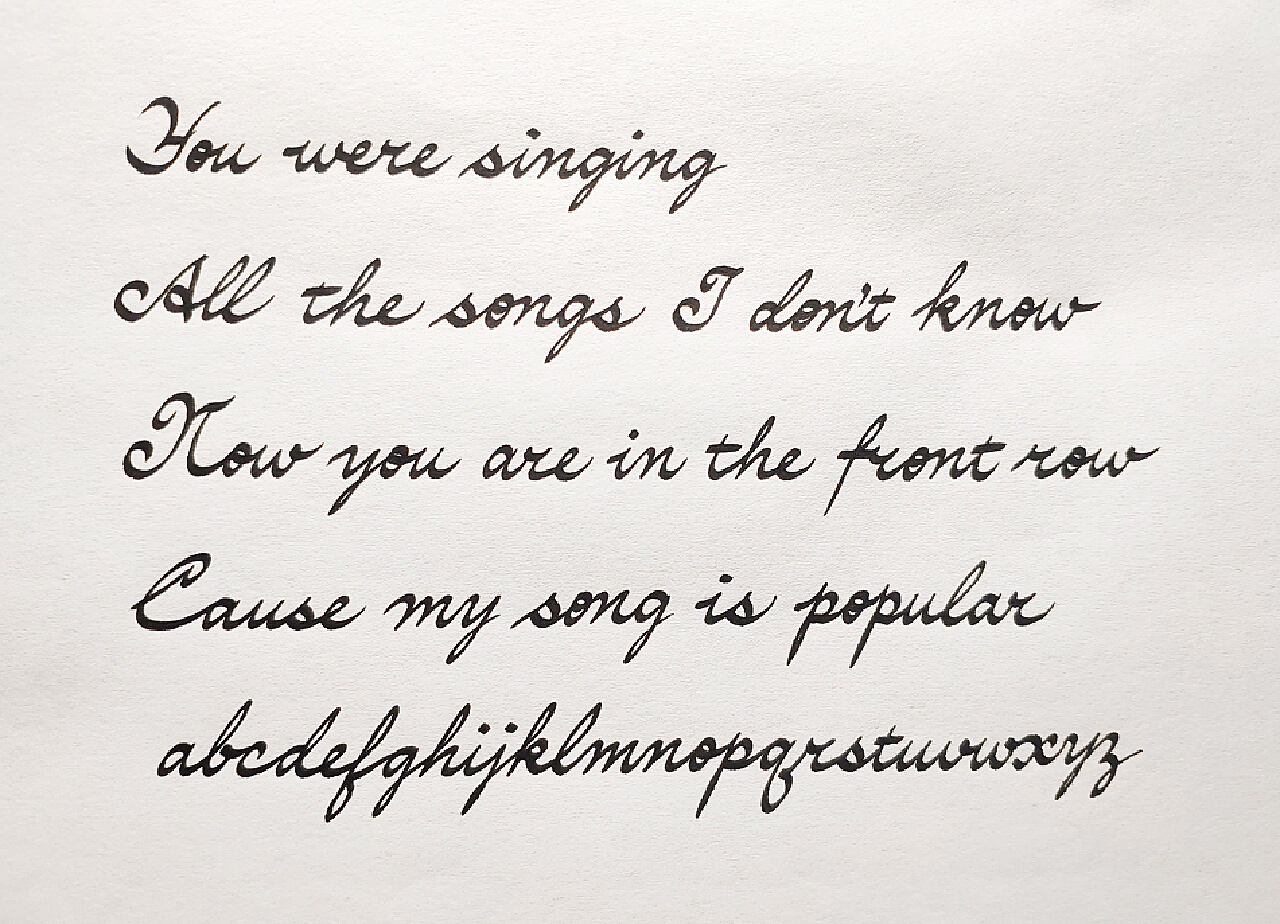 You were singing
All the songs I don't know
Now you are in the front row
Cause my song is popular
abcdefghijklmnopqrstuvwxyz